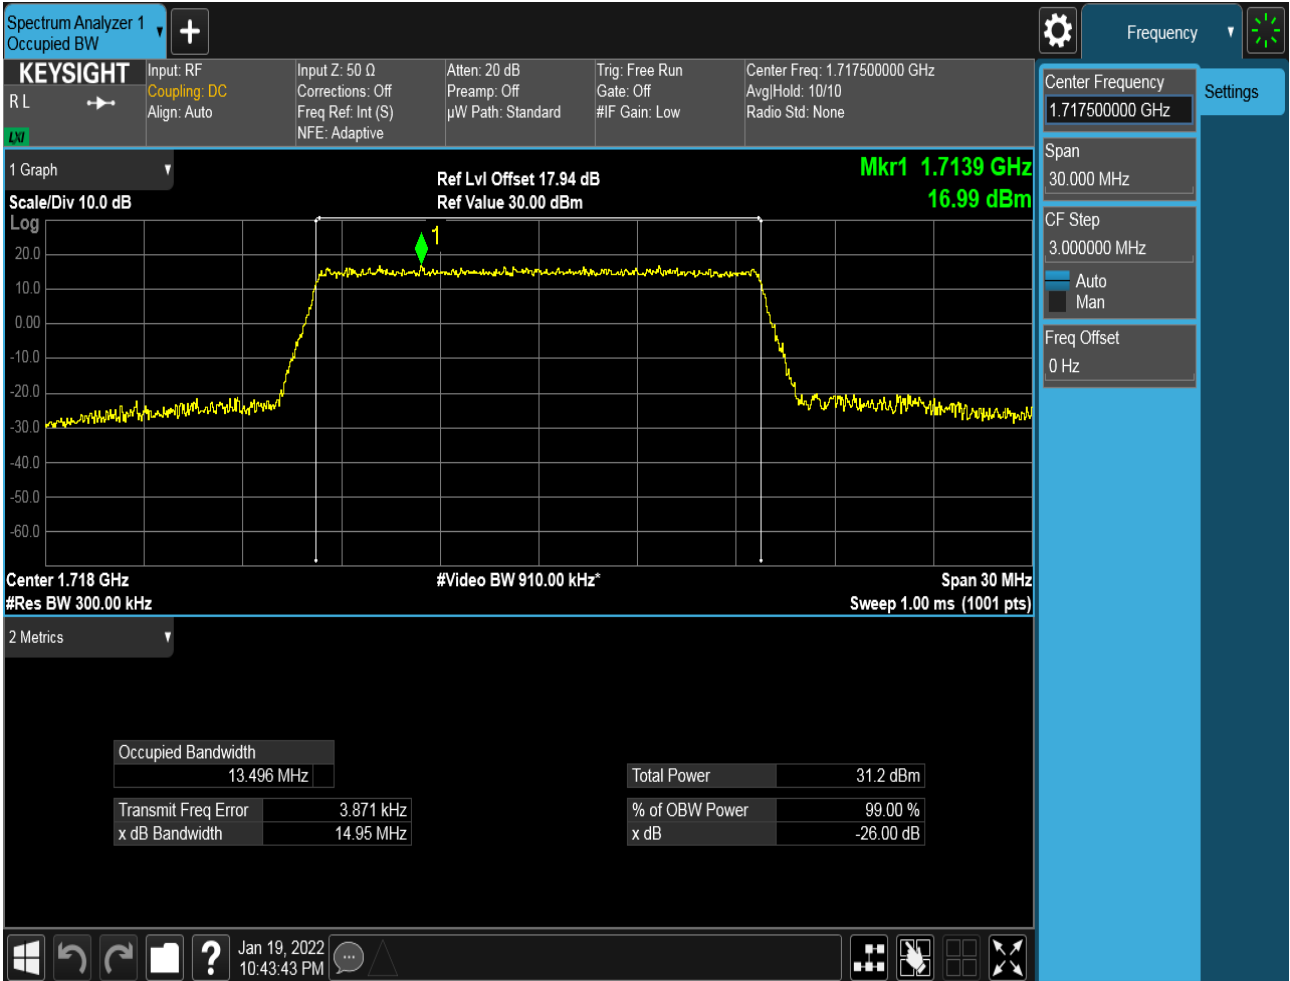 Spectrum Analyzer 1
Occupied BW
Frequency
KEYSIGHT
R L
LXI
Input: RF
Coupling: DC
Align: Auto
Input Z: 50 Ω
Corrections: Off
Freq Ref: Int (S)
NFE: Adaptive
Atten: 20 dB
Preamp: Off
µW Path: Standard
Trig: Free Run
Gate: Off
#IF Gain: Low
Center Freq: 1.717500000 GHz
Avg|Hold: 10/10
Radio Std: None
Center Frequency
1.717500000 GHz
Settings
Span
30.000 MHz
CF Step
3.000000 MHz
Auto
Man
Freq Offset
0 Hz
1 Graph
Scale/Div 10.0 dB
Ref Lvl Offset 17.94 dB
Ref Value 30.00 dBm
Mkr1 1.7139 GHz
16.99 dBm
Log
1
20.0
10.0
0.00
-10.0
-20.0
-30.0
-40.0
-50.0
-60.0
Center 1.718 GHz
#Video BW 910.00 kHz*
Span 30 MHz
#Res BW 300.00 kHz
Sweep 1.00 ms (1001 pts)
2 Metrics
Occupied Bandwidth
13.496 MHz
Total Power 31.2 dBm
Transmit Freq Error 3.871 kHz
% of OBW Power 99.00 %
x dB Bandwidth 14.95 MHz
x dB -26.00 dB
?
Jan 19, 2022
10:43:43 PM